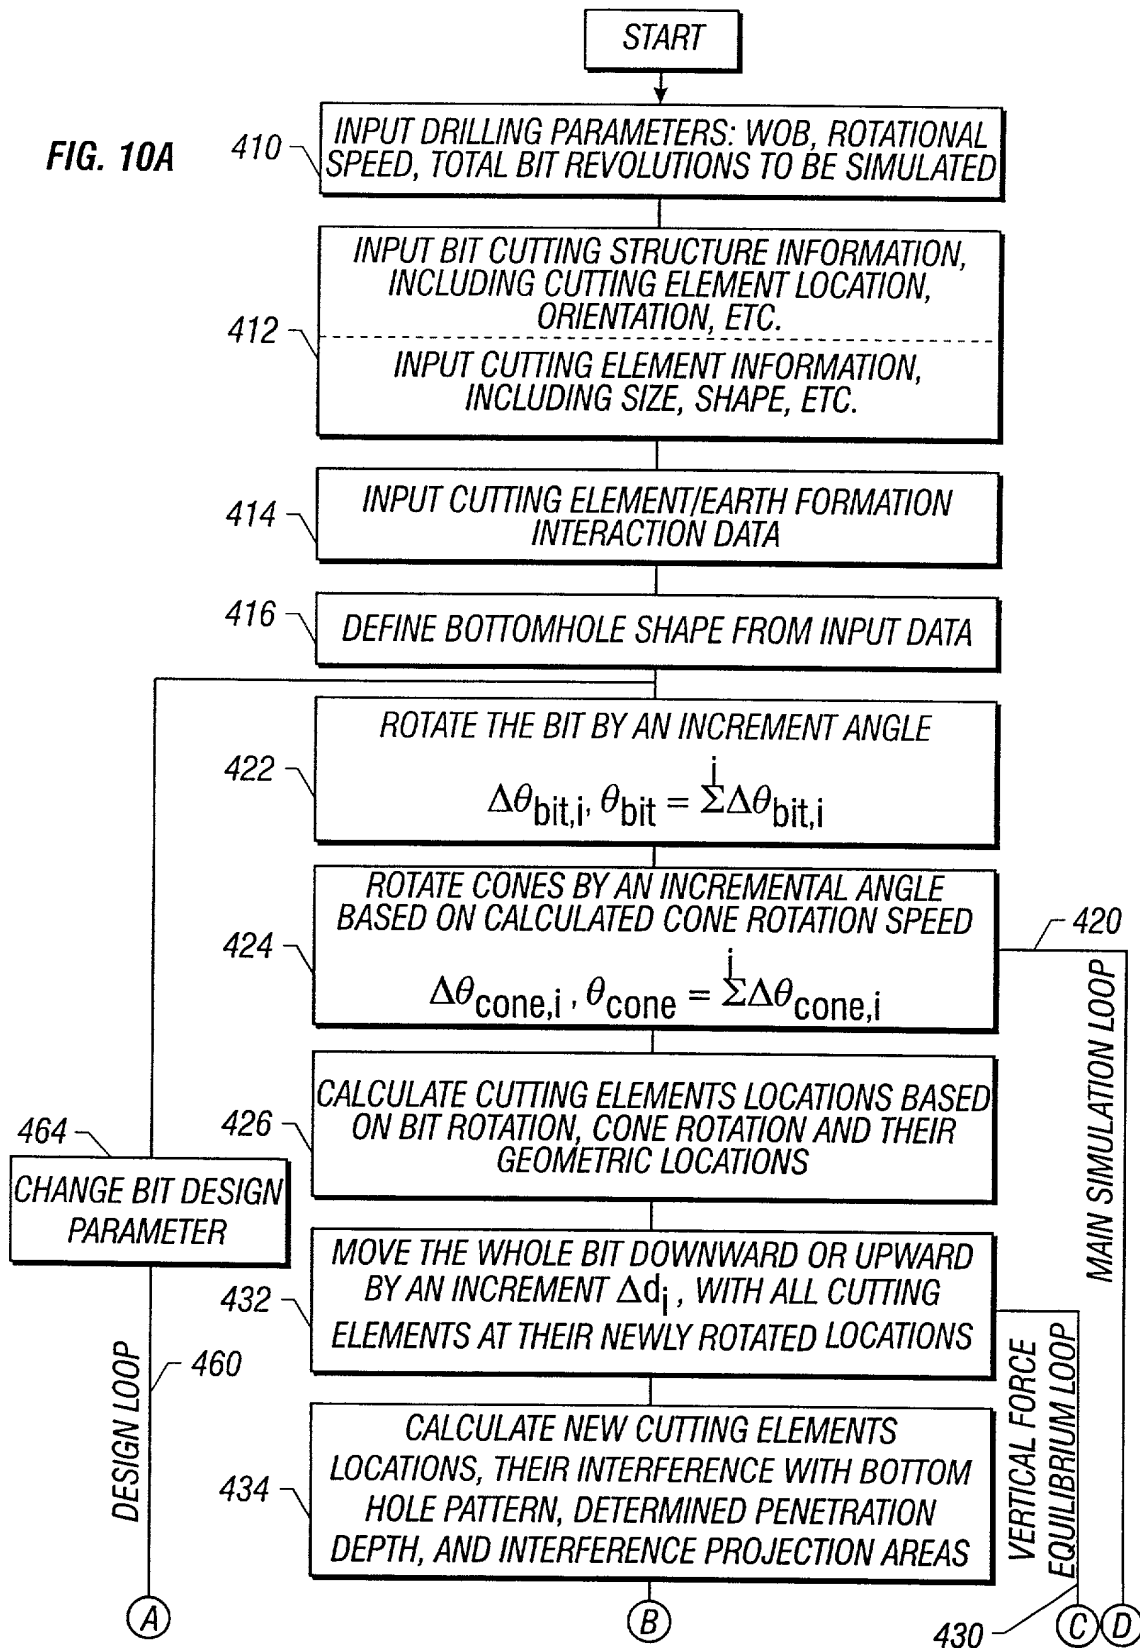 START
FIG. 10A
410
INPUT DRILLING PARAMETERS: WOB, ROTATIONAL
SPEED, TOTAL BIT REVOLUTIONS TO BE SIMULATED
412
INPUT BIT CUTTING STRUCTURE INFORMATION,
INCLUDING CUTTING ELEMENT LOCATION,
ORIENTATION, ETC.
INPUT CUTTING ELEMENT INFORMATION,
INCLUDING SIZE, SHAPE, ETC.
414
INPUT CUTTING ELEMENT/EARTH FORMATION
INTERACTION DATA
416
DEFINE BOTTOMHOLE SHAPE FROM INPUT DATA
422
ROTATE THE BIT BY AN INCREMENT ANGLE
i
Δθbit,i, θbit = ΣΔθbit,i
424
ROTATE CONES BY AN INCREMENTAL ANGLE
BASED ON CALCULATED CONE ROTATION SPEED
i
Δθcone,i , θcone = ΣΔθcone,i
420
MAIN SIMULATION LOOP
426
CALCULATE CUTTING ELEMENTS LOCATIONS BASED
ON BIT ROTATION, CONE ROTATION AND THEIR
GEOMETRIC LOCATIONS
464
CHANGE BIT DESIGN
PARAMETER
432
MOVE THE WHOLE BIT DOWNWARD OR UPWARD
BY AN INCREMENT Δdi , WITH ALL CUTTING
ELEMENTS AT THEIR NEWLY ROTATED LOCATIONS
460
DESIGN LOOP
434
CALCULATE NEW CUTTING ELEMENTS
LOCATIONS, THEIR INTERFERENCE WITH BOTTOM
HOLE PATTERN, DETERMINED PENETRATION
DEPTH, AND INTERFERENCE PROJECTION AREAS
VERTICAL FORCE
EQUILIBRIUM LOOP
430
A
B
C
D